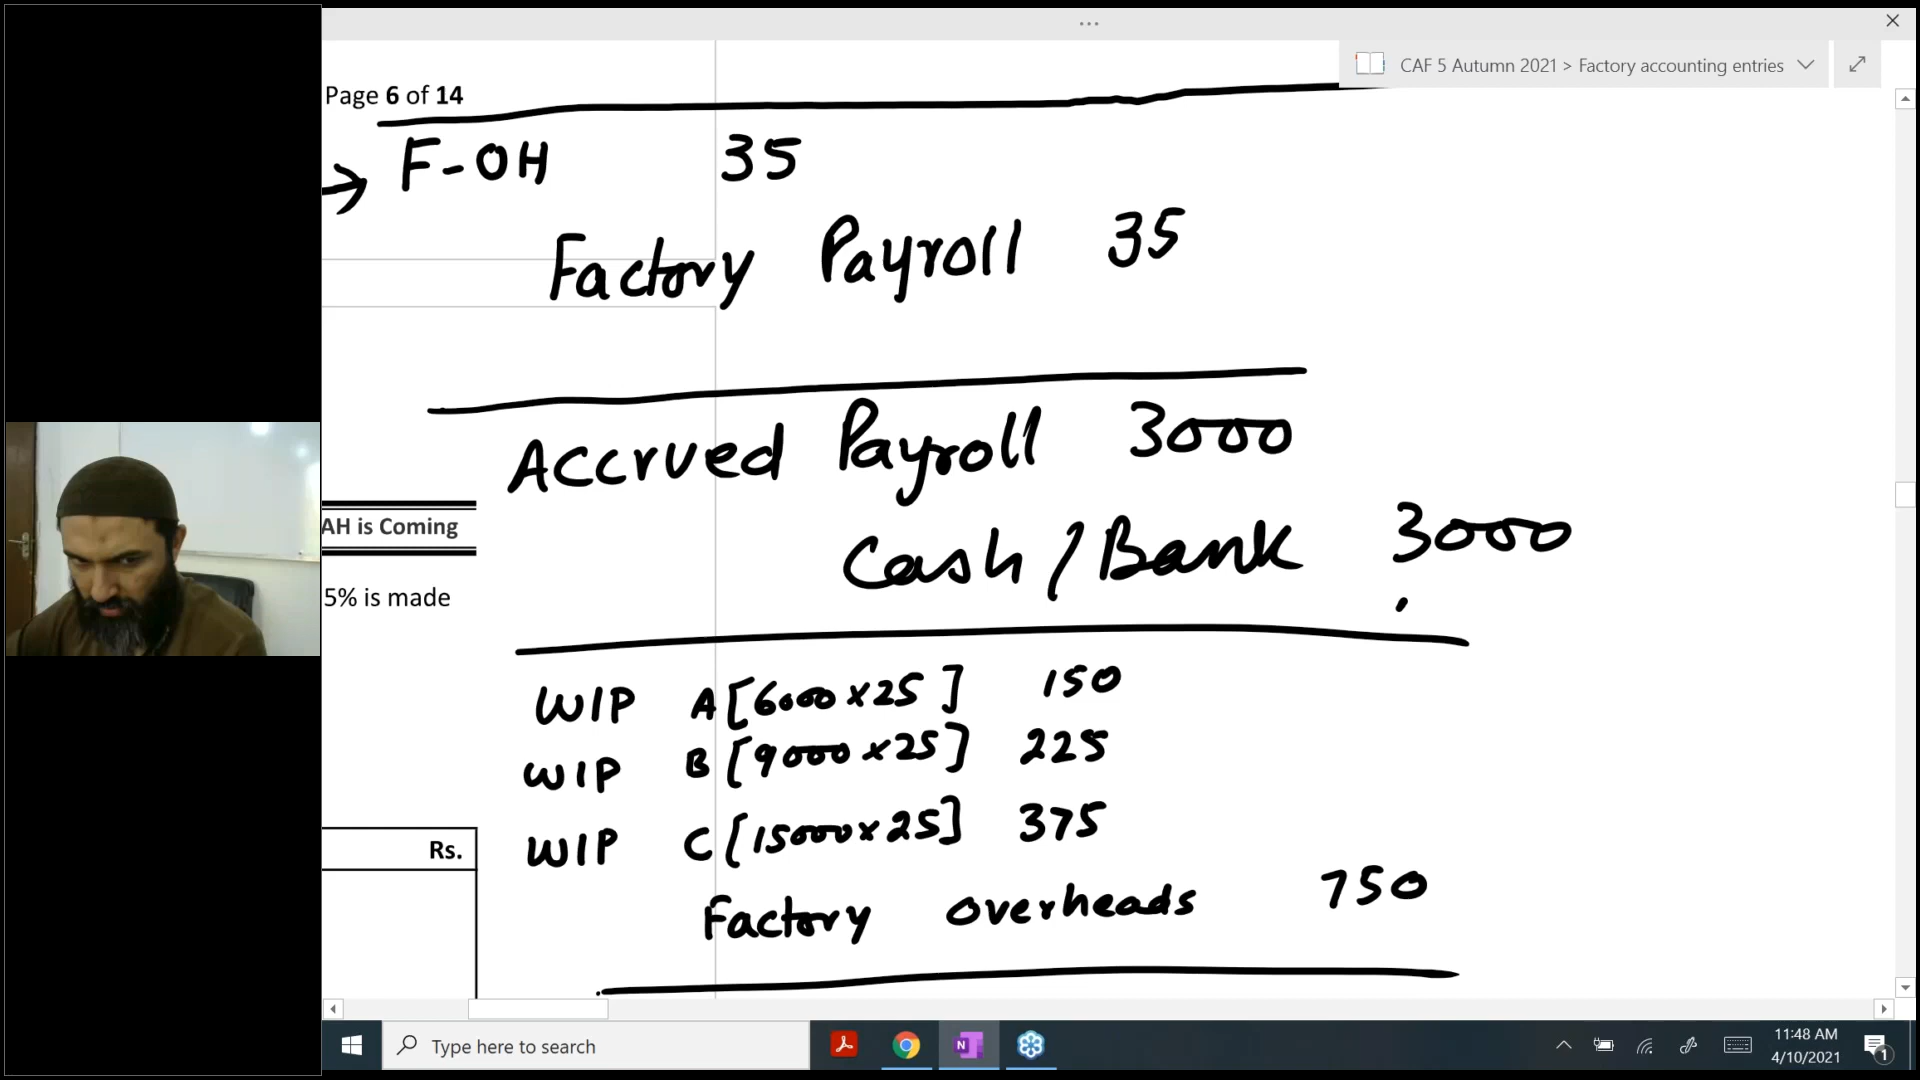 CAF 5 Autumn 2021 > Factory accounting entries
Page 6 of 14
→ F-OH 35
Factory Payroll 35
Accrued Payroll 3000
Cash/Bank 3000
AH is Coming
5% is made
WIP A [6000 x 25] 150
WIP B [9000 x 25] 225
WIP C [15000 x 25] 375
Rs.
Factory overheads 750
Type here to search
N
11:48 AM
4/10/2021
1